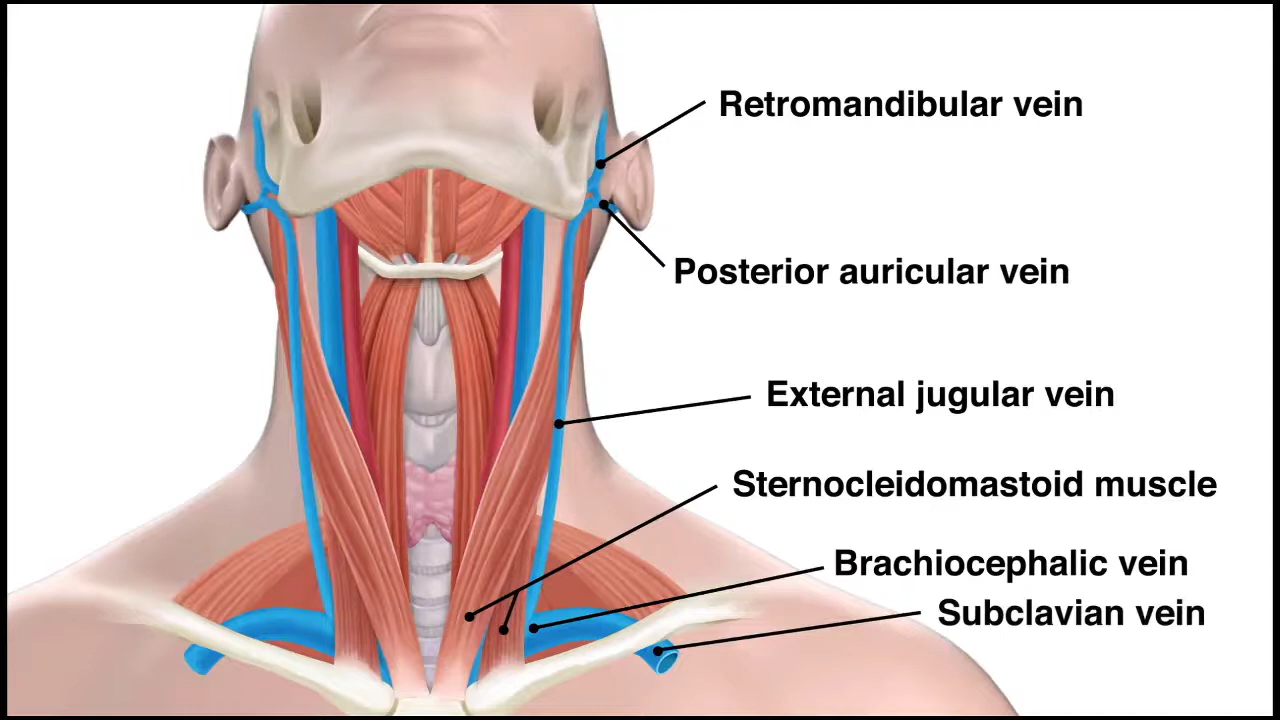 Retromandibular vein
Posterior auricular vein
External jugular vein
Sternocleidomastoid muscle
Brachiocephalic vein
Subclavian vein